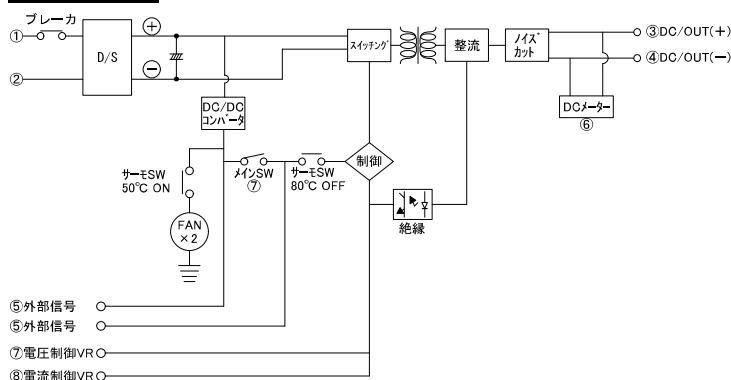 ブレーカ
①
②
D/S
+
−
DC/DC
コンバータ
スイッチング
整流
ノイズ
カット
③DC/OUT(+)
④DC/OUT(−)
DCメーター
⑥
サーモSW
50℃ ON
メインSW
⑦
サーモSW
80℃ OFF
制御
FAN
×2
絶縁
⑤外部信号
⑤外部信号
⑦電圧制御VR
⑧電流制御VR